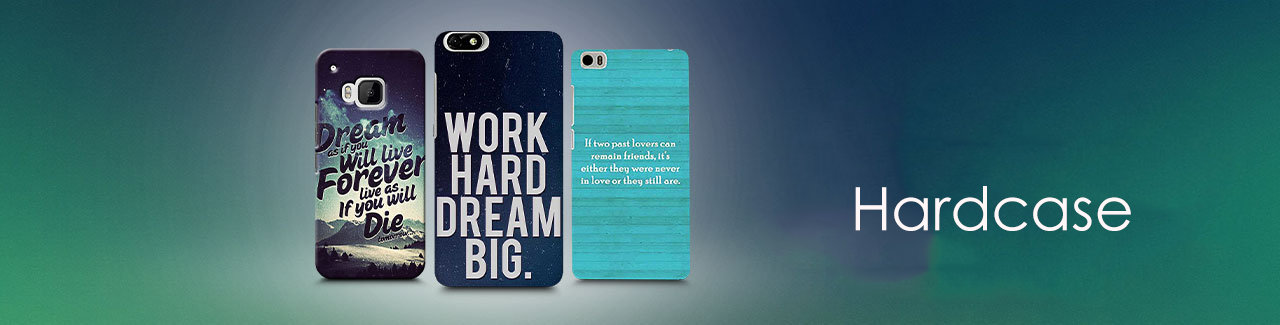 Dream
as if you
will live
Forever
live as
If you will
Die
tomorrow
WORK
HARD
DREAM
BIG.
If two past lovers can
remain friends, it's
either they were never
in love or they still are.
Hardcase